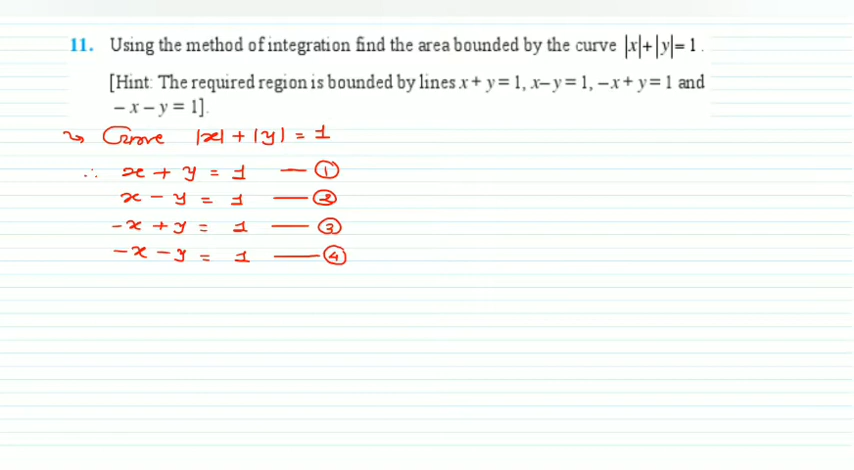 11. Using the method of integration find the area bounded by the curve |x|+|y|= 1 .
[Hint: The required region is bounded by lines x + y = 1, x– y = 1, –x + y = 1 and
– x – y = 1].
Curve |x| + |y| = 1
∴ x + y = 1 — ①
x - y = 1 — ②
-x + y = 1 — ③
-x - y = 1 — ④